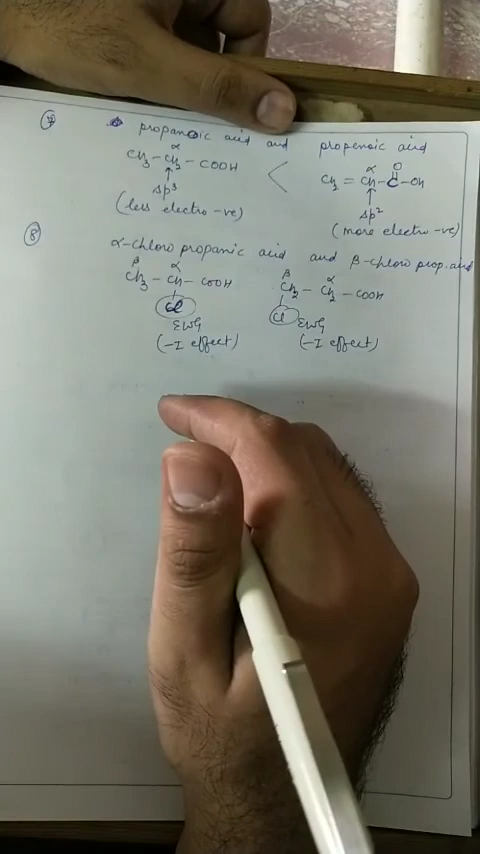 7 propanoic acid and propenoic acid
CH3 - CH2 - COOH < CH2 = CH - C - OH
α α O
↑ ↑
sp3 sp2
(less electro -ve) (more electro -ve)
8 α-chloro propanic acid and β-chloro prop. acid
β α β α
CH3 - CH - COOH CH2 - CH2 - COOH
Cl Cl
EWG EWG
(-I effect) (-I effect)